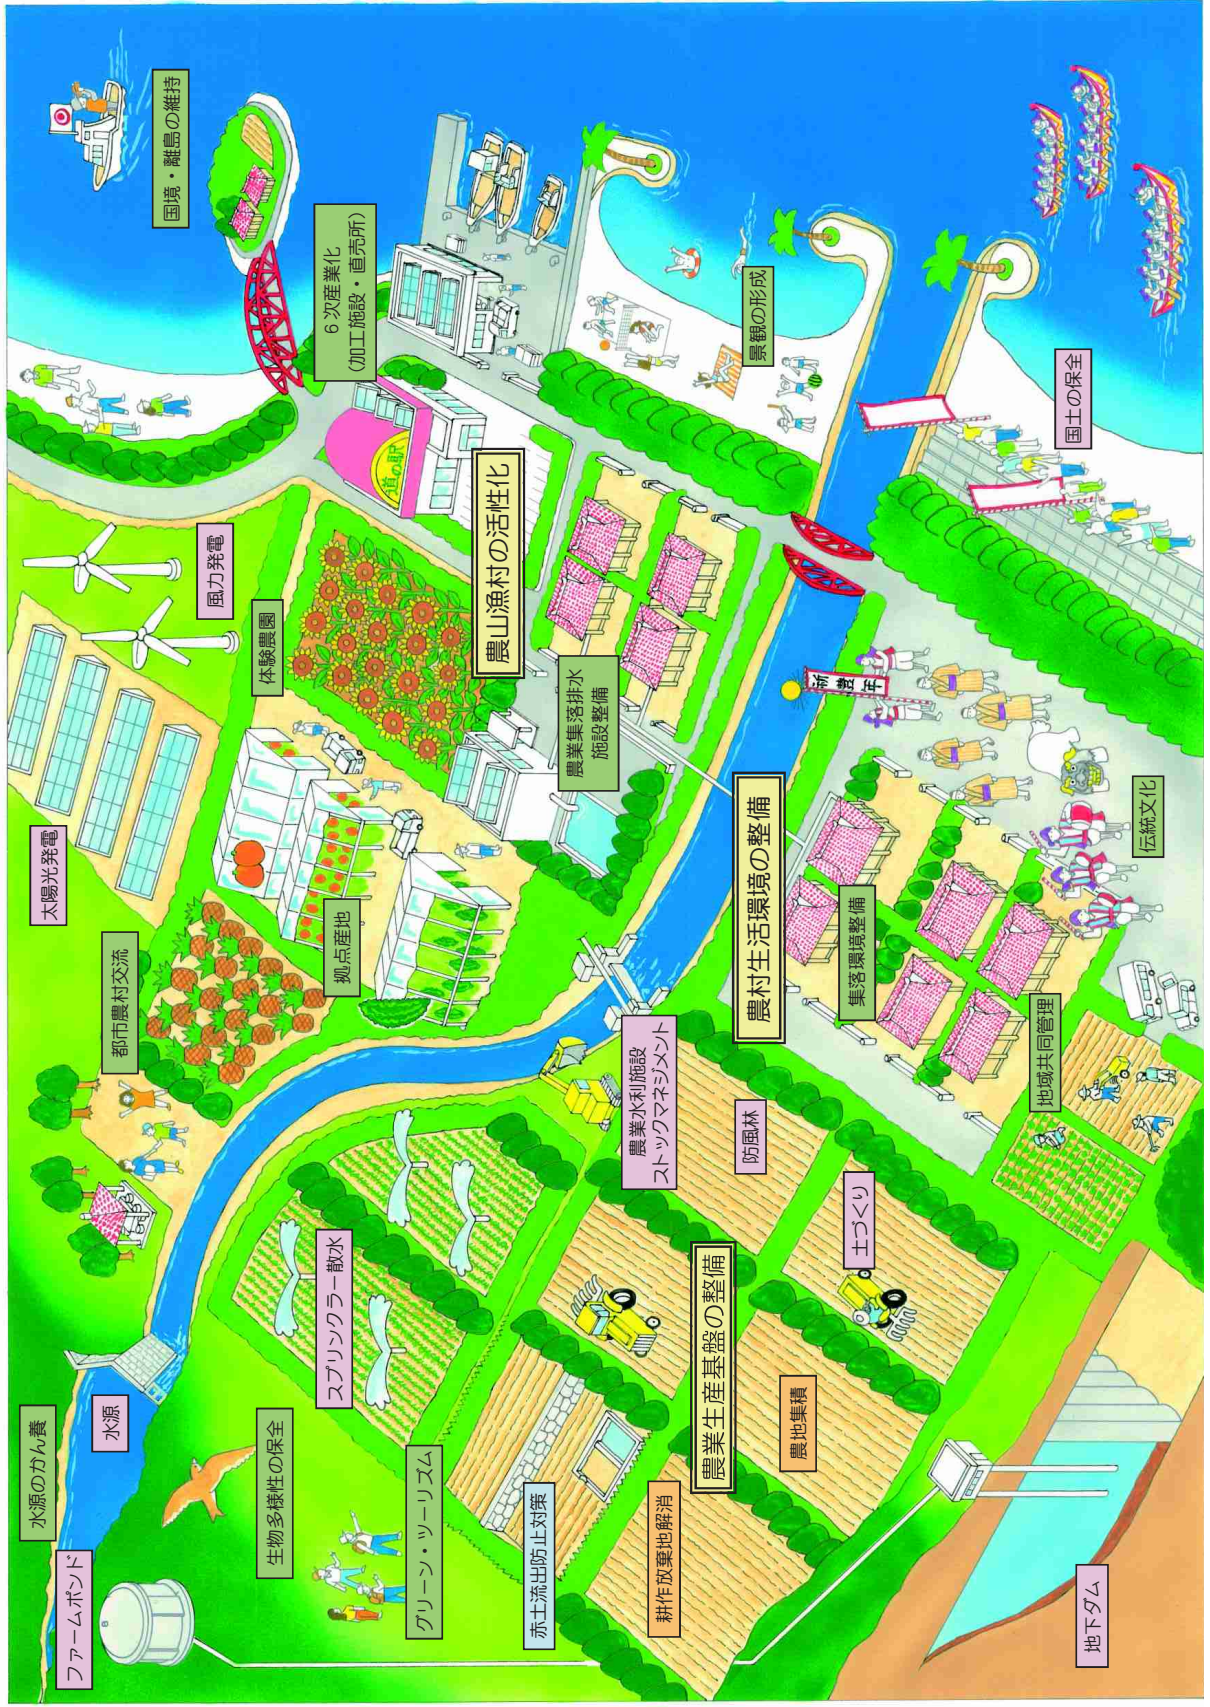 ファームポンド
水源のかん養
水源
都市農村交流
太陽光発電
国境・離島の維持
風力発電
生物多様性の保全
体験農園
スプリンクラー散水
6次産業化
（加工施設・直売所）
拠点産地
道の駅
グリーン・ツーリズム
農山漁村の活性化
赤土流出防止対策
農業集落排水
施設整備
農業水利施設
ストックマネジメント
耕作放棄地解消
農業生産基盤の整備
防風林
農村生活環境の整備
景観の形成
農地集積
祈豊年
土づくり
集落環境整備
地域共同管理
国土の保全
地下ダム
伝統文化